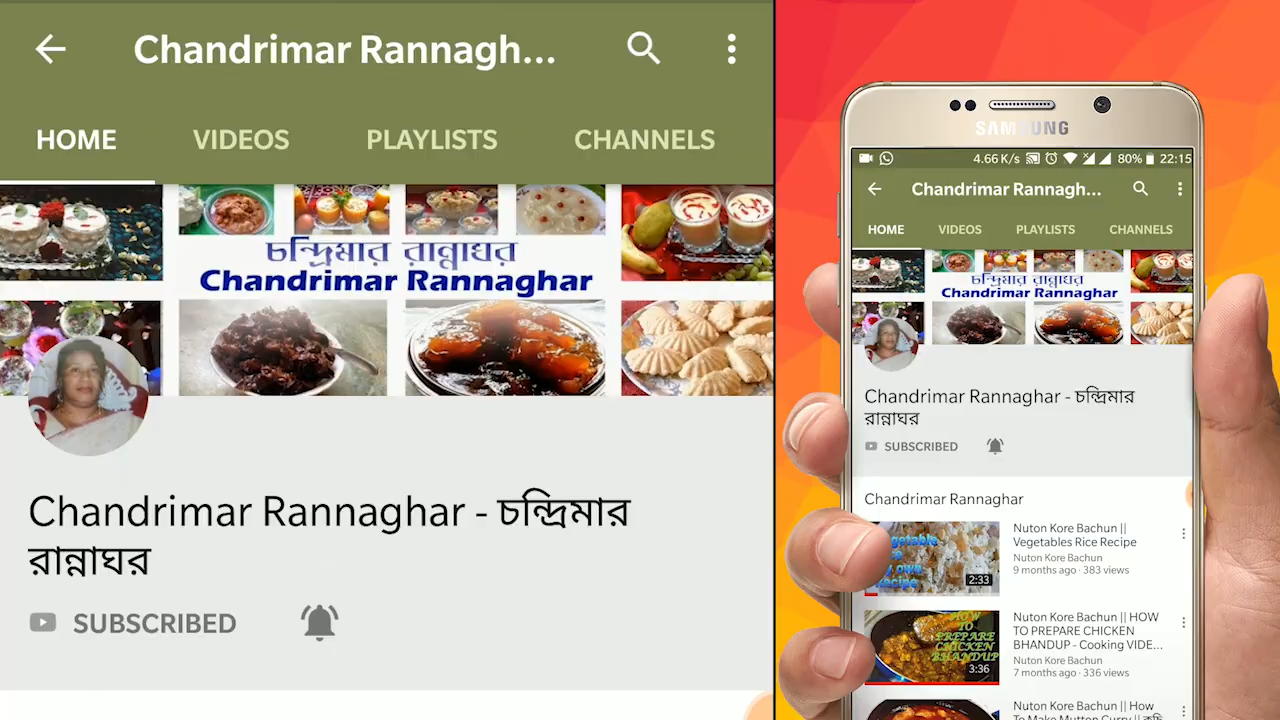 Chandrimar Rannagh...
HOME
VIDEOS
PLAYLISTS
CHANNELS
চন্দ্রিমার রান্নাঘর
Chandrimar Rannaghar
Chandrimar Rannaghar - চন্দ্রিমার
রান্নাঘর
SUBSCRIBED
SAMSUNG
4.66 K/s
80%
22:15
Chandrimar Rannagh...
HOME
VIDEOS
PLAYLISTS
CHANNELS
চন্দ্রিমার রান্নাঘর
Chandrimar Rannaghar
Chandrimar Rannaghar - চন্দ্রিমার
রান্নাঘর
SUBSCRIBED
Chandrimar Rannaghar
2:33
Nuton Kore Bachun ||
Vegetables Rice Recipe
Nuton Kore Bachun
9 months ago · 383 views
HOW
TO
PREPARE
CHICKEN
BHANDUP
3:36
Nuton Kore Bachun || HOW
TO PREPARE CHICKEN
BHANDUP - Cooking VIDE...
Nuton Kore Bachun
7 months ago · 336 views
Nuton Kore Bachun || How
To Make Mutton Curry ||